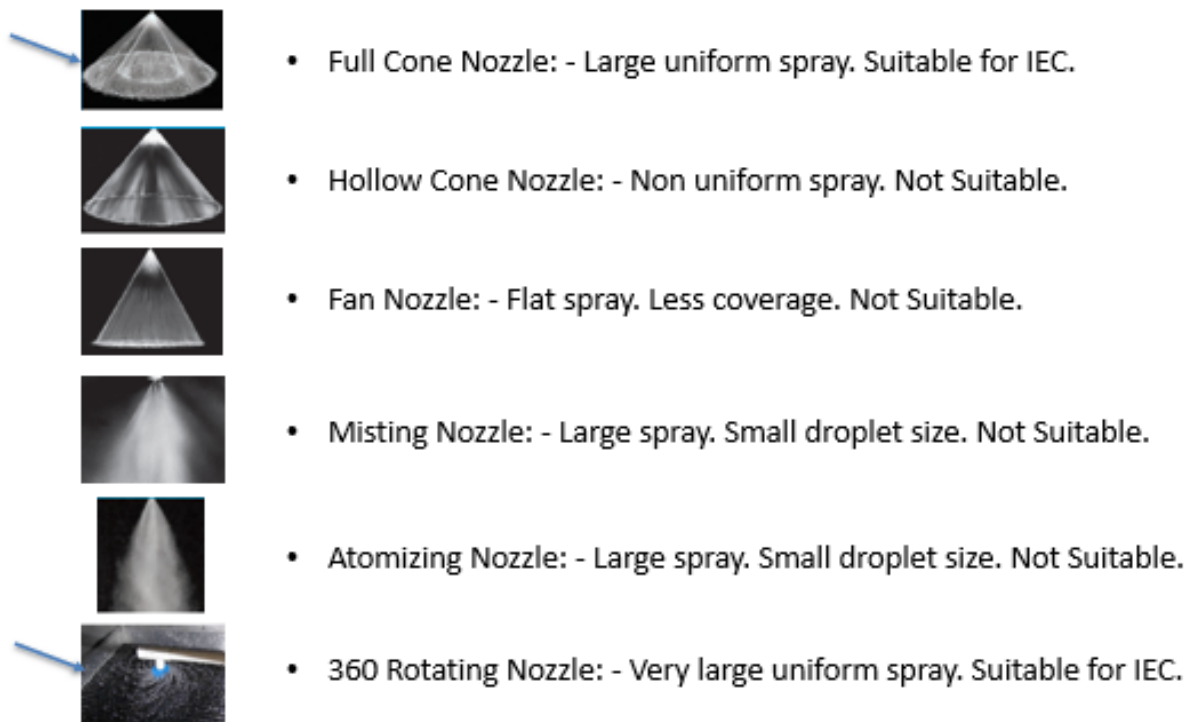 • Full Cone Nozzle: - Large uniform spray. Suitable for IEC.
• Hollow Cone Nozzle: - Non uniform spray. Not Suitable.
• Fan Nozzle: - Flat spray. Less coverage. Not Suitable.
• Misting Nozzle: - Large spray. Small droplet size. Not Suitable.
• Atomizing Nozzle: - Large spray. Small droplet size. Not Suitable.
• 360 Rotating Nozzle: - Very large uniform spray. Suitable for IEC.